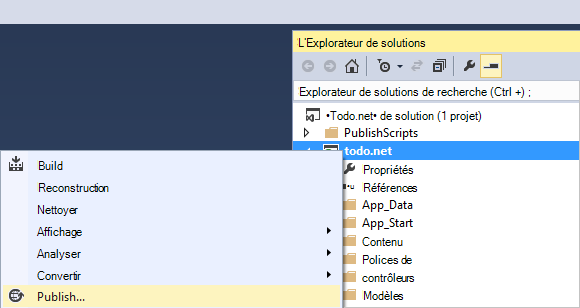 L'Explorateur de solutions
Explorateur de solutions de recherche (Ctrl +) ;
•Todo.net• de solution (1 projet)
PublishScripts
todo.net
Propriétés
Références
App_Data
App_Start
Contenu
Polices de
contrôleurs
Modèles
Build
Reconstruction
Nettoyer
Affichage
Analyser
Convertir
Publish...